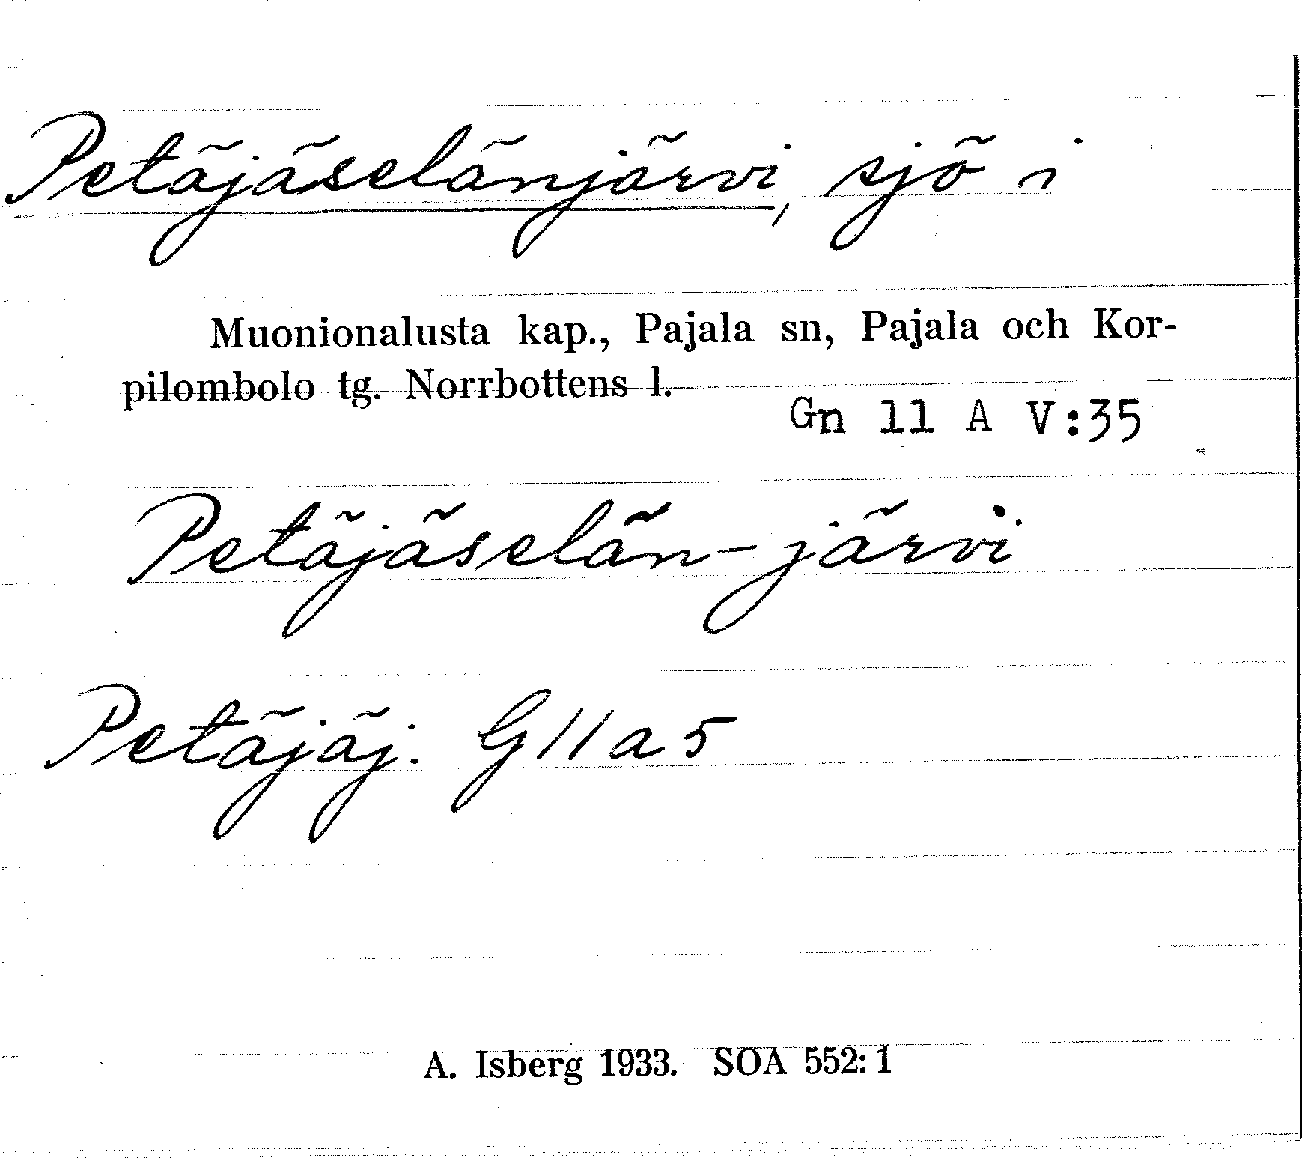 Petäjäselänjärvi, sjö i
Muonionalusta kap., Pajala sn, Pajala och Kor-
pilombolo tg. Norrbottens l.
Gn 11 A V:35
Petäjäselän-järvi
Petäjäj. G11a5
A. Isberg 1933. SOA 552:1